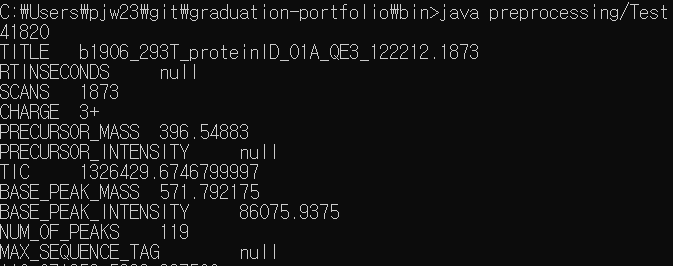 C:₩Users₩pjw23₩git₩graduation-portfolio₩bin>java preprocessing/Test
41820
TITLE b1906_293T_proteinID_01A_QE3_122212.1873
RTINSECONDS null
SCANS 1873
CHARGE 3+
PRECURSOR_MASS 396.54883
PRECURSOR_INTENSITY null
TIC 1326429.6746799997
BASE_PEAK_MASS 571.792175
BASE_PEAK_INTENSITY 86075.9375
NUM_OF_PEAKS 119
MAX_SEQUENCE_TAG null